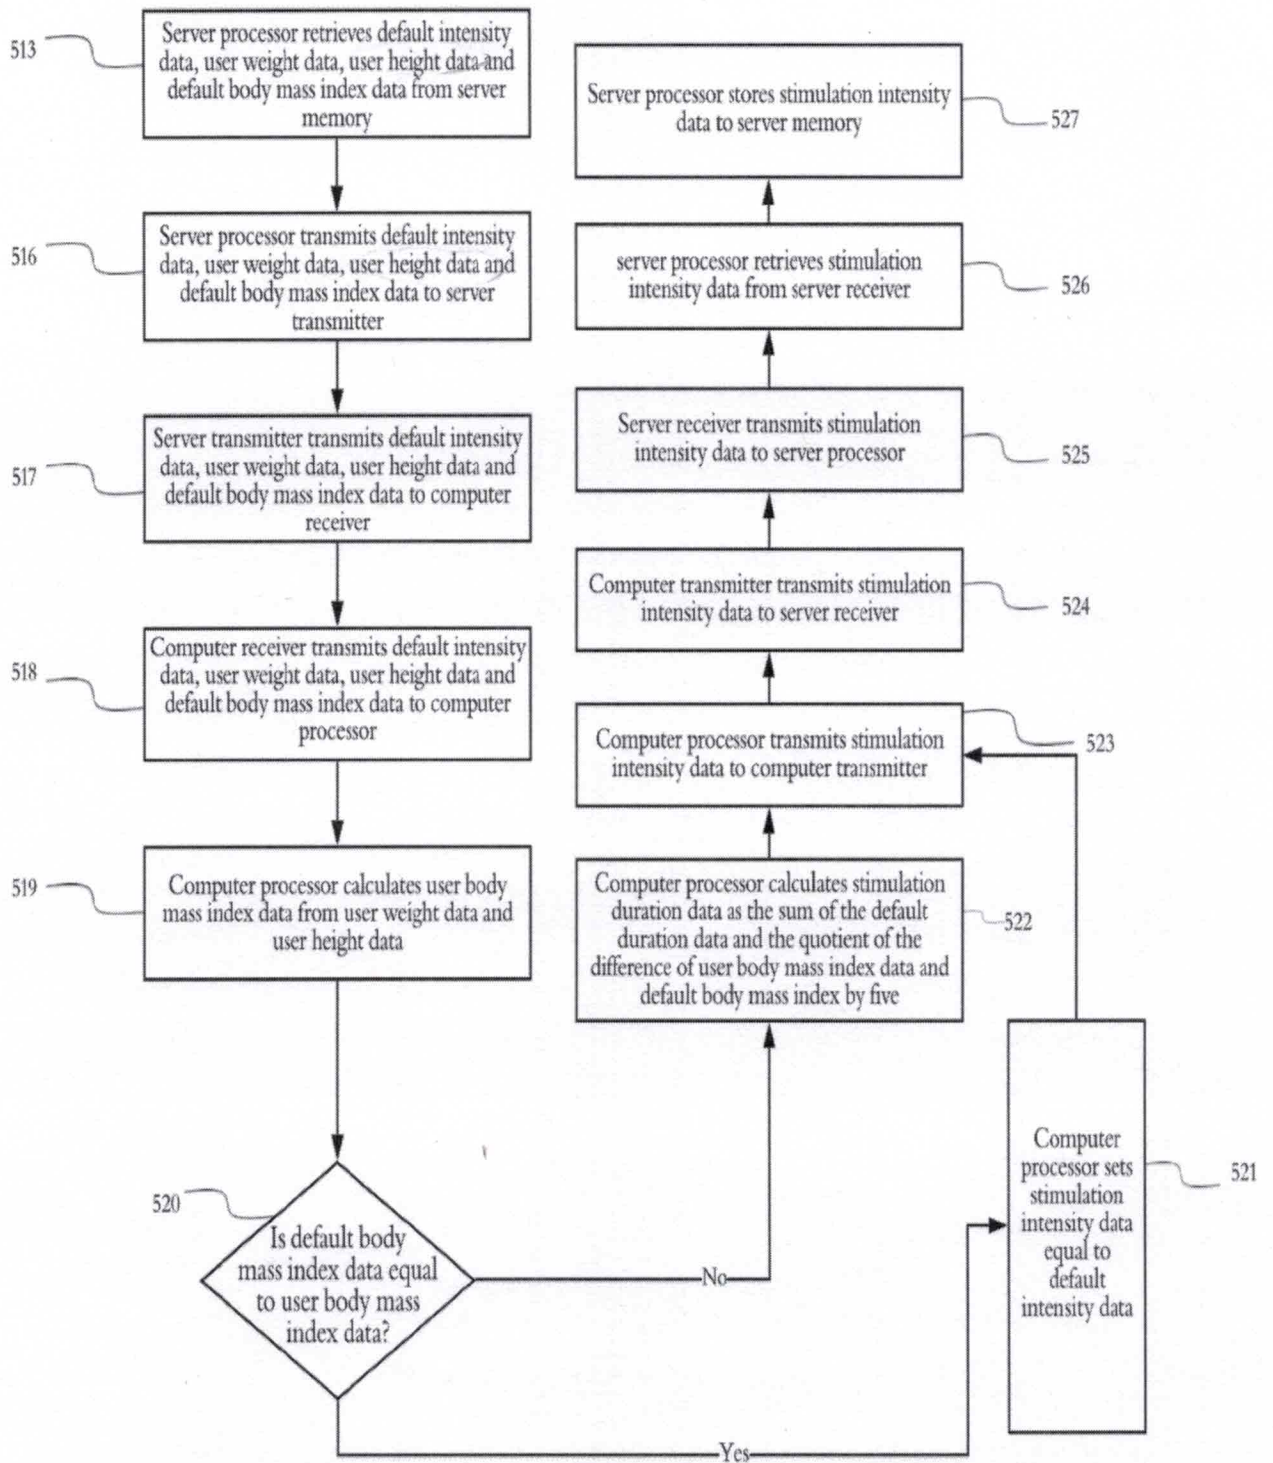 513
Server processor retrieves default intensity
data, user weight data, user height data and
default body mass index data from server
memory
516
Server processor transmits default intensity
data, user weight data, user height data and
default body mass index data to server
transmitter
517
Server transmitter transmits default intensity
data, user weight data, user height data and
default body mass index data to computer
receiver
518
Computer receiver transmits default intensity
data, user weight data, user height data and
default body mass index data to computer
processor
519
Computer processor calculates user body
mass index data from user weight data and
user height data
520
Is default body
mass index data equal
to user body mass
index data?
No
Yes
Computer
processor sets
stimulation
intensity data
equal to
default
intensity data
521
Computer processor calculates stimulation
duration data as the sum of the default
duration data and the quotient of the
difference of user body mass index data and
default body mass index by five
522
Computer processor transmits stimulation
intensity data to computer transmitter
523
Computer transmitter transmits stimulation
intensity data to server receiver
524
Server receiver transmits stimulation
intensity data to server processor
525
server processor retrieves stimulation
intensity data from server receiver
526
Server processor stores stimulation intensity
data to server memory
527